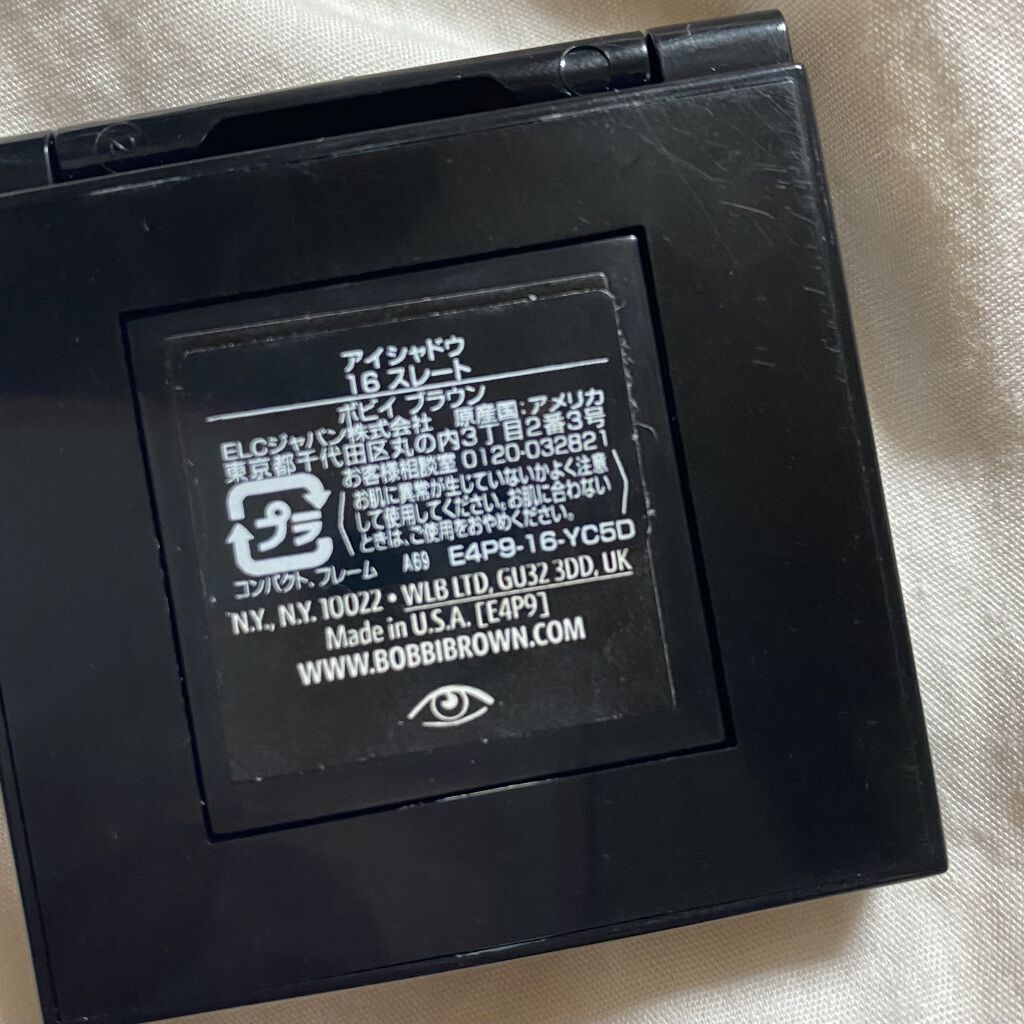 アイシャドウ
16 スレート
ボビイ ブラウン
ELCジャパン株式会社 原産国:アメリカ
東京都千代田区丸の内3丁目2番3号
お客様相談室 0120-032821
お肌に異常が生じていないかよく注意
して使用してください。お肌に合わない
ときは、ご使用をおやめください。
プラ
コンパクト、フレーム A69 E4P9-16-YC5D
N.Y., N.Y. 10022 • WLB LTD, GU32 3DD, UK
Made in U.S.A. [E4P9]
WWW.BOBBIBROWN.COM